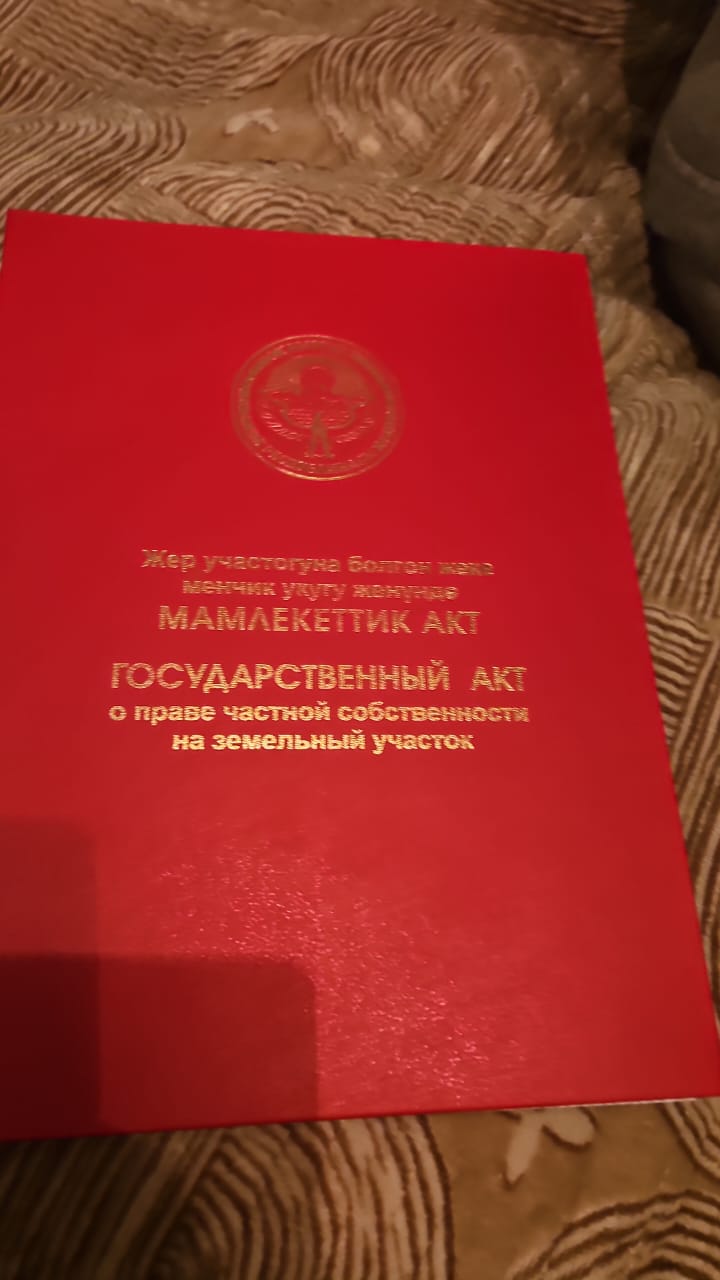 Жер участогуна болгон жеке
менчик укугу жөнүндө
МАМЛЕКЕТТИК АКТ
ГОСУДАРСТВЕННЫЙ АКТ
о праве частной собственности
на земельный участок